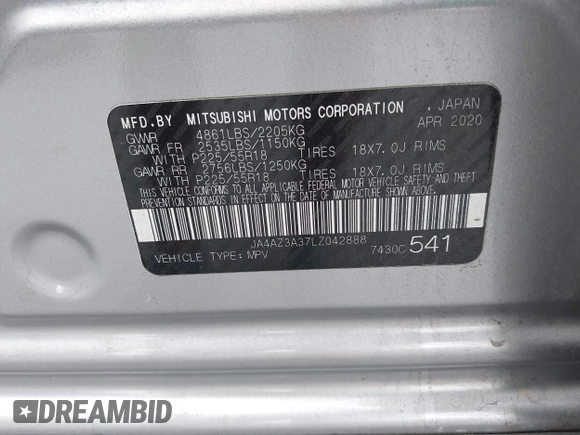 MFD.BY MITSUBISHI MOTORS CORPORATION , JAPAN
GVWR 4861LBS/2205KG APR 2020
GAWR FR 2535LBS/1150KG
WITH P225/55R18 TIRES 18X7.0J RIMS
GAWR RR 2756LBS/1250KG
WITH P225/55R18 TIRES 18X7.0J RIMS
THIS VEHICLE CONFORMS TO ALL APPLICABLE FEDERAL MOTOR VEHICLE SAFETY AND THEFT
PREVENTION STANDARDS IN EFFECT ON THE DATE OF MANUFACTURE SHOWN ABOVE.
JA4AZ3A37LZ042888
VEHICLE TYPE: MPV 7430C 541
DREAMBID